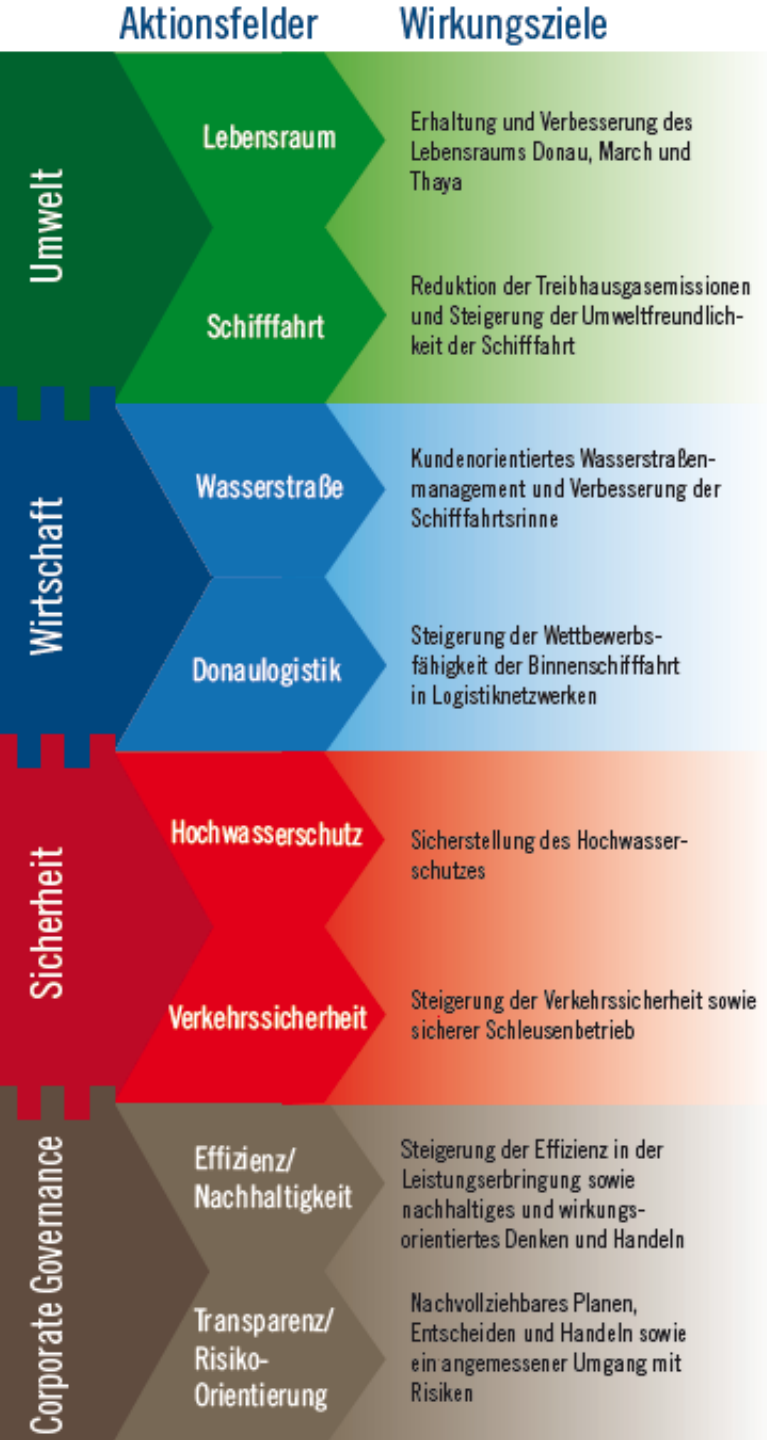 Aktionsfelder Wirkungsziele
Umwelt
Lebensraum
Erhaltung und Verbesserung des
Lebensraums Donau, March und
Thaya
Schifffahrt
Reduktion der Treibhausgasemissionen
und Steigerung der Umweltfreundlich-
keit der Schifffahrt
Wirtschaft
Wasserstraße
Kundenorientiertes Wasserstraßen-
management und Verbesserung der
Schifffahrtsrinne
Donaulogistik
Steigerung der Wettbewerbs-
fähigkeit der Binnenschifffahrt
in Logistiknetzwerken
Sicherheit
Hochwasserschutz
Sicherstellung des Hochwasser-
schutzes
Verkehrssicherheit
Steigerung der Verkehrssicherheit sowie
sicherer Schleusenbetrieb
Corporate Governance
Effizienz/
Nachhaltigkeit
Steigerung der Effizienz in der
Leistungserbringung sowie
nachhaltiges und wirkungs-
orientiertes Denken und Handeln
Transparenz/
Risiko-
Orientierung
Nachvollziehbares Planen,
Entscheiden und Handeln sowie
ein angemessener Umgang mit
Risiken